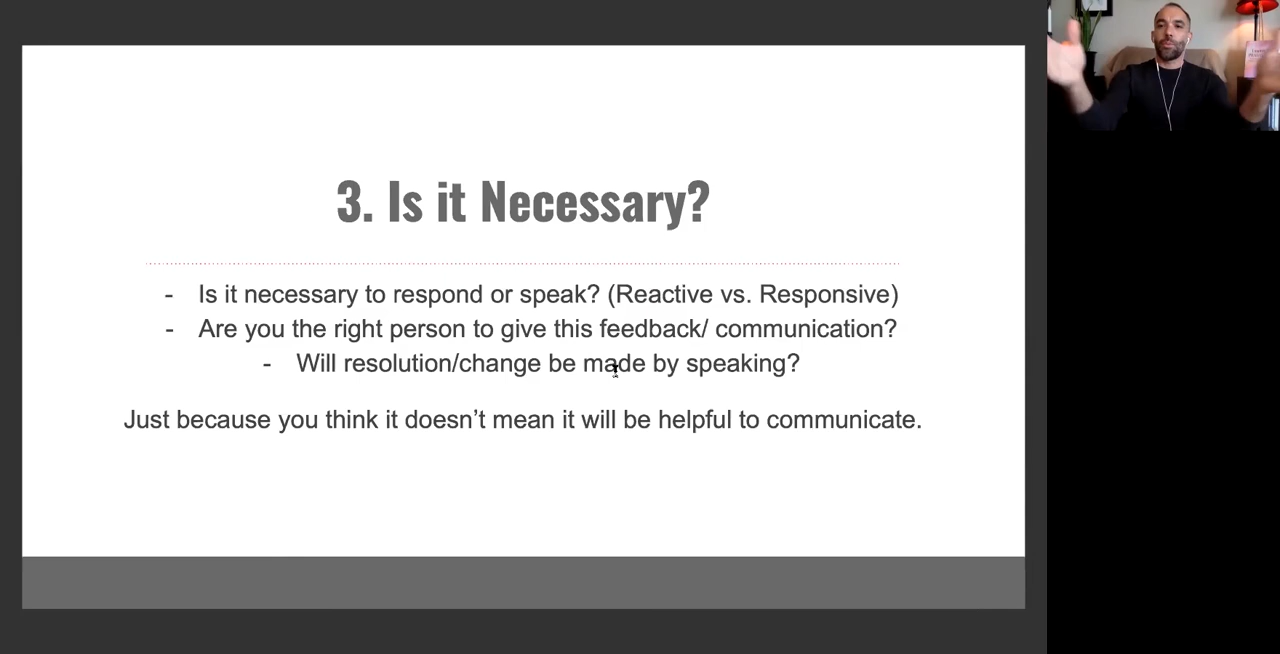 3. Is it Necessary?
- Is it necessary to respond or speak? (Reactive vs. Responsive)
- Are you the right person to give this feedback/ communication?
- Will resolution/change be made by speaking?
Just because you think it doesn’t mean it will be helpful to communicate.